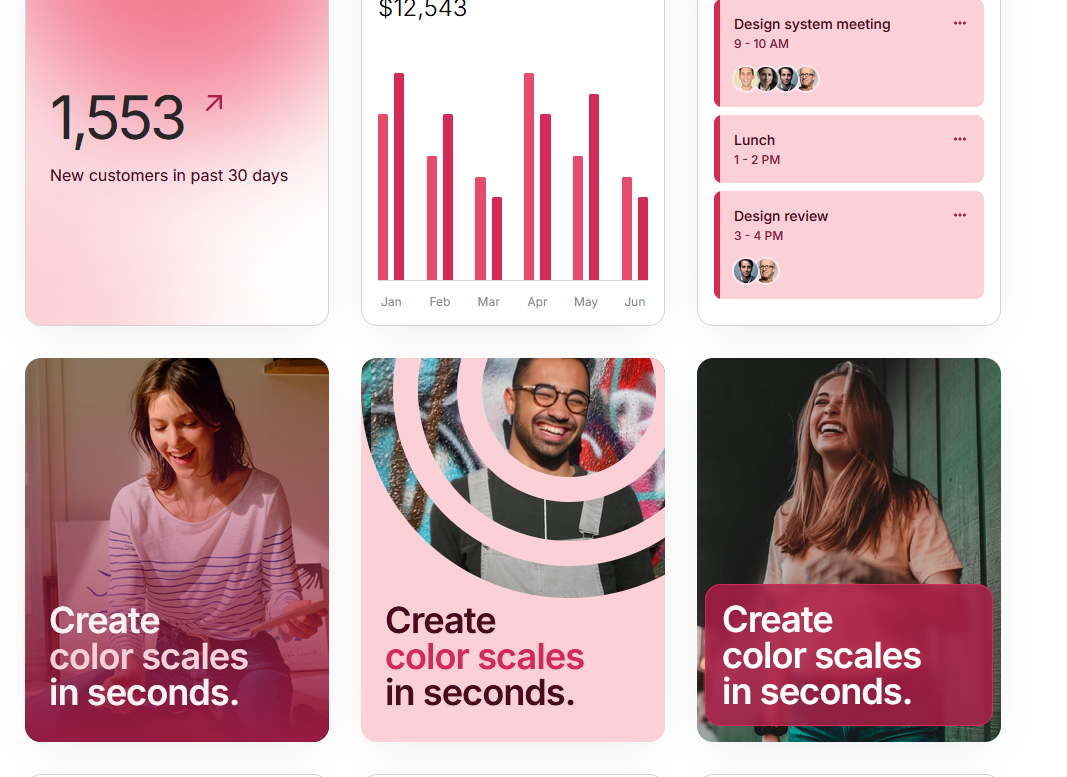 $12,543
1,553
New customers in past 30 days
Jan Feb Mar Apr May Jun
Design system meeting
9 - 10 AM
Lunch
1 - 2 PM
Design review
3 - 4 PM
Create
color scales
in seconds.
Create
color scales
in seconds.
Create
color scales
in seconds.